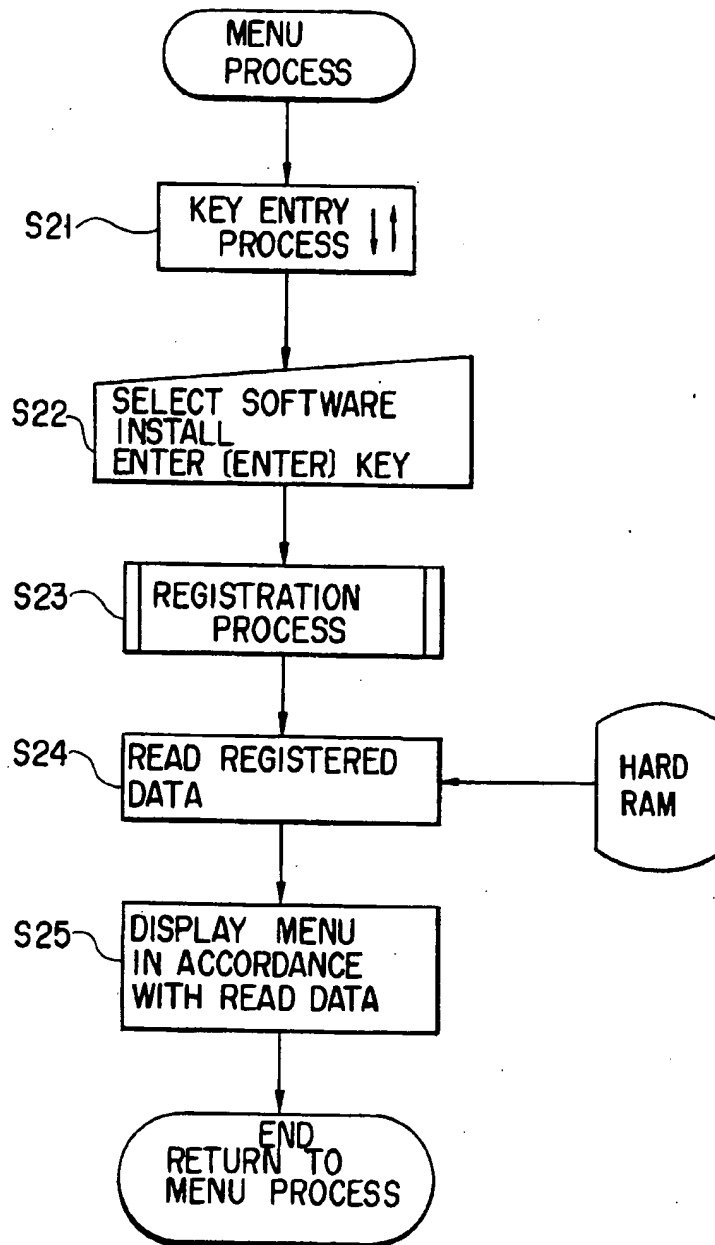 MENU
PROCESS
S21
KEY ENTRY
PROCESS ↓↑
S22
SELECT SOFTWARE
INSTALL
ENTER (ENTER) KEY
S23
REGISTRATION
PROCESS
S24
READ REGISTERED
DATA
HARD
RAM
S25
DISPLAY MENU
IN ACCORDANCE
WITH READ DATA
END
RETURN TO
MENU PROCESS